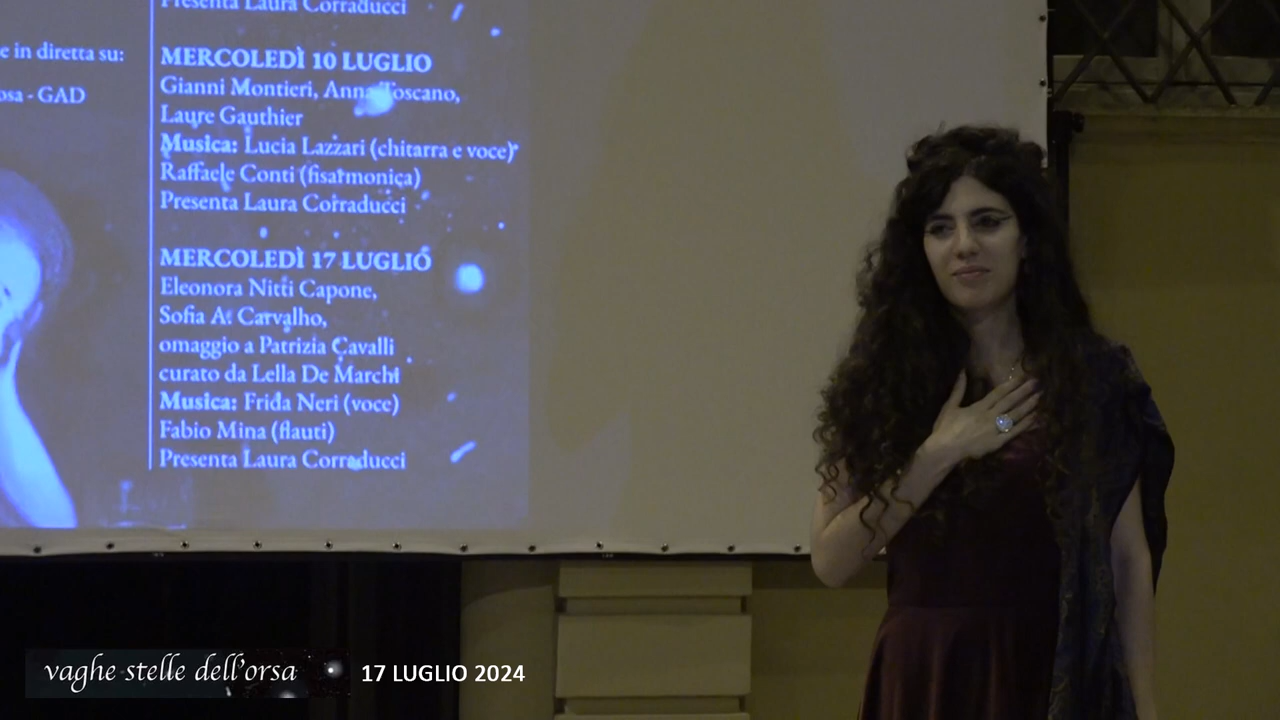 Presenta Laura Corraducci
e in diretta su:
osa - GAD
MERCOLEDÌ 10 LUGLIO
Gianni Montieri, Anna Toscano,
Laure Gauthier
Musica: Lucia Lazzari (chitarra e voce)
Raffaele Conti (fisarmonica)
Presenta Laura Corraducci
MERCOLEDÌ 17 LUGLIO
Eleonora Nitti Capone,
Sofia A. Carvalho,
omaggio a Patrizia Cavalli
curato da Lella De Marchi
Musica: Frida Neri (voce)
Fabio Mina (flauti)
Presenta Laura Corraducci
vaghe stelle dell'orsa
17 LUGLIO 2024